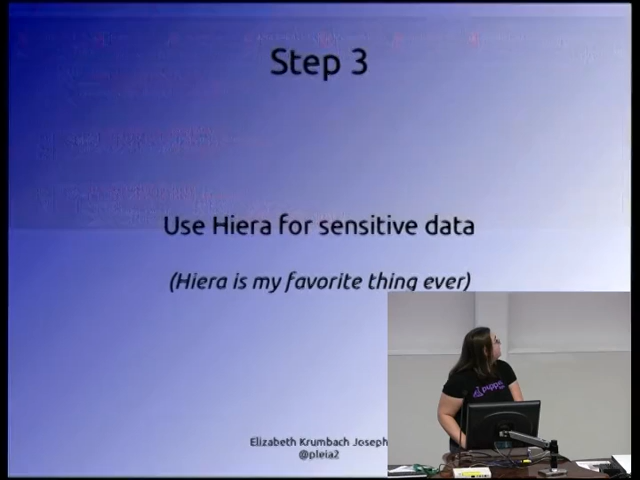 Step 3
Use Hiera for sensitive data
(Hiera is my favorite thing ever)
Elizabeth Krumbach Joseph
@pleia2
puppet